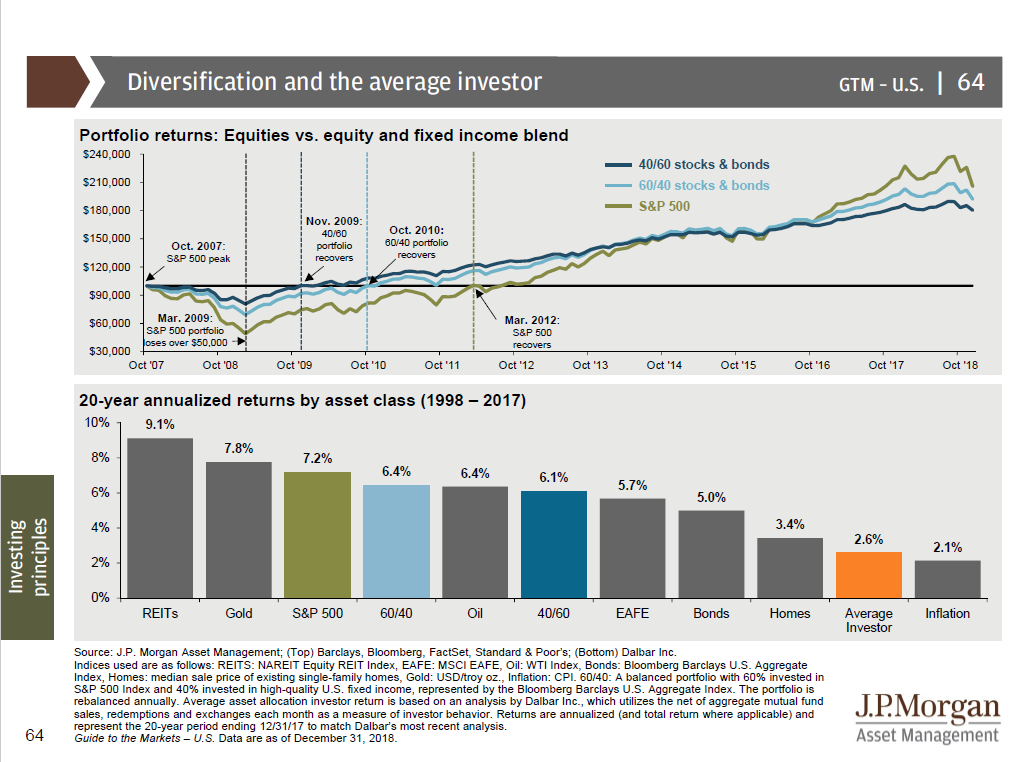 Diversification and the average investor
GTM – U.S. | 64
Portfolio returns: Equities vs. equity and fixed income blend
$240,000
$210,000
$180,000
$150,000
$120,000
$90,000
$60,000
$30,000
40/60 stocks & bonds
60/40 stocks & bonds
S&P 500
Oct. 2007:
S&P 500 peak
Nov. 2009:
40/60
portfolio
recovers
Oct. 2010:
60/40 portfolio
recovers
Mar. 2009:
S&P 500 portfolio
loses over $50,000
Mar. 2012:
S&P 500
recovers
Oct '07 Oct '08 Oct '09 Oct '10 Oct '11 Oct '12 Oct '13 Oct '14 Oct '15 Oct '16 Oct '17 Oct '18
20-year annualized returns by asset class (1998 – 2017)
10%
8%
6%
4%
2%
0%
9.1% 7.8% 7.2% 6.4% 6.4% 6.1% 5.7% 5.0% 3.4% 2.6% 2.1%
REITs Gold S&P 500 60/40 Oil 40/60 EAFE Bonds Homes Average Inflation
Investor
Investing
principles
Source: J.P. Morgan Asset Management; (Top) Barclays, Bloomberg, FactSet, Standard & Poor's; (Bottom) Dalbar Inc.
Indices used are as follows: REITS: NAREIT Equity REIT Index, EAFE: MSCI EAFE, Oil: WTI Index, Bonds: Bloomberg Barclays U.S. Aggregate
Index, Homes: median sale price of existing single-family homes, Gold: USD/troy oz., Inflation: CPI. 60/40: A balanced portfolio with 60% invested in
S&P 500 Index and 40% invested in high-quality U.S. fixed income, represented by the Bloomberg Barclays U.S. Aggregate Index. The portfolio is
rebalanced annually. Average asset allocation investor return is based on an analysis by Dalbar Inc., which utilizes the net of aggregate mutual fund
sales, redemptions and exchanges each month as a measure of investor behavior. Returns are annualized (and total return where applicable) and
represent the 20-year period ending 12/31/17 to match Dalbar's most recent analysis.
Guide to the Markets – U.S. Data are as of December 31, 2018.
64
J.P.Morgan
Asset Management